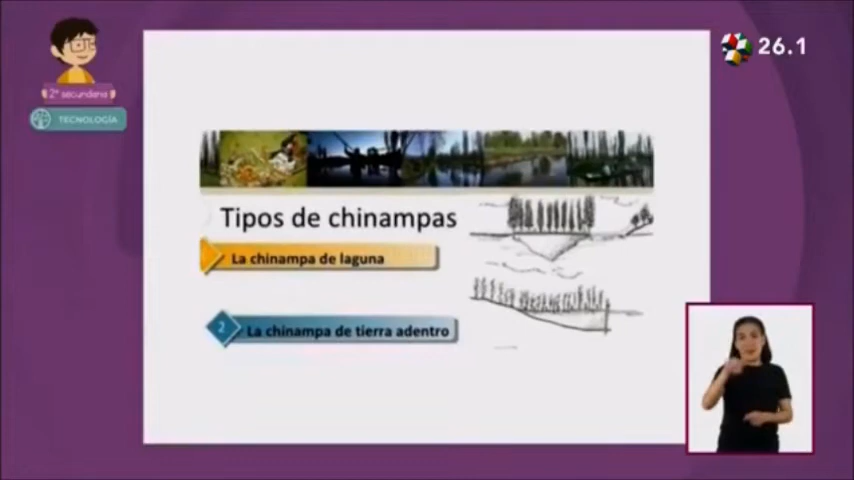 26.1
2° secundaria
TECNOLOGÍA
Tipos de chinampas
La chinampa de laguna
2
La chinampa de tierra adentro